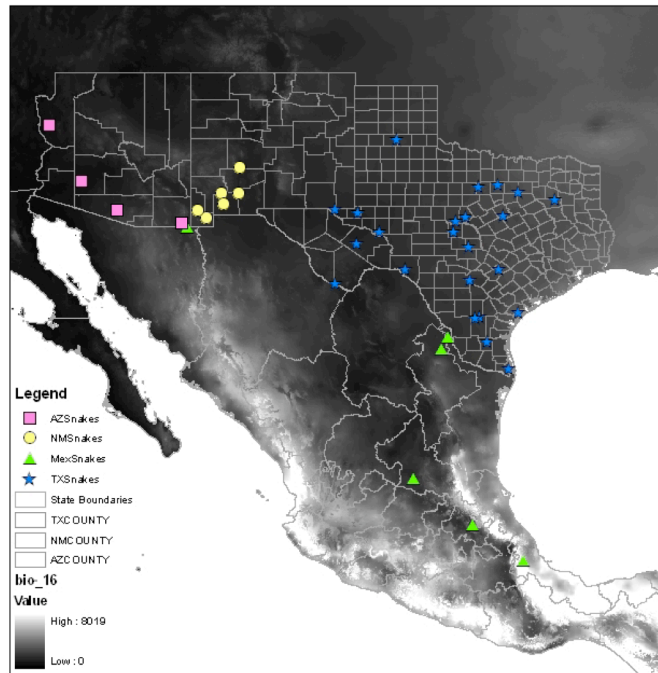 Legend
AZSnakes
NMSnakes
MexSnakes
TXSnakes
State Boundaries
TXCOUNTY
NMCOUNTY
AZCOUNTY
bio_16
Value
High : 8019
Low : 0